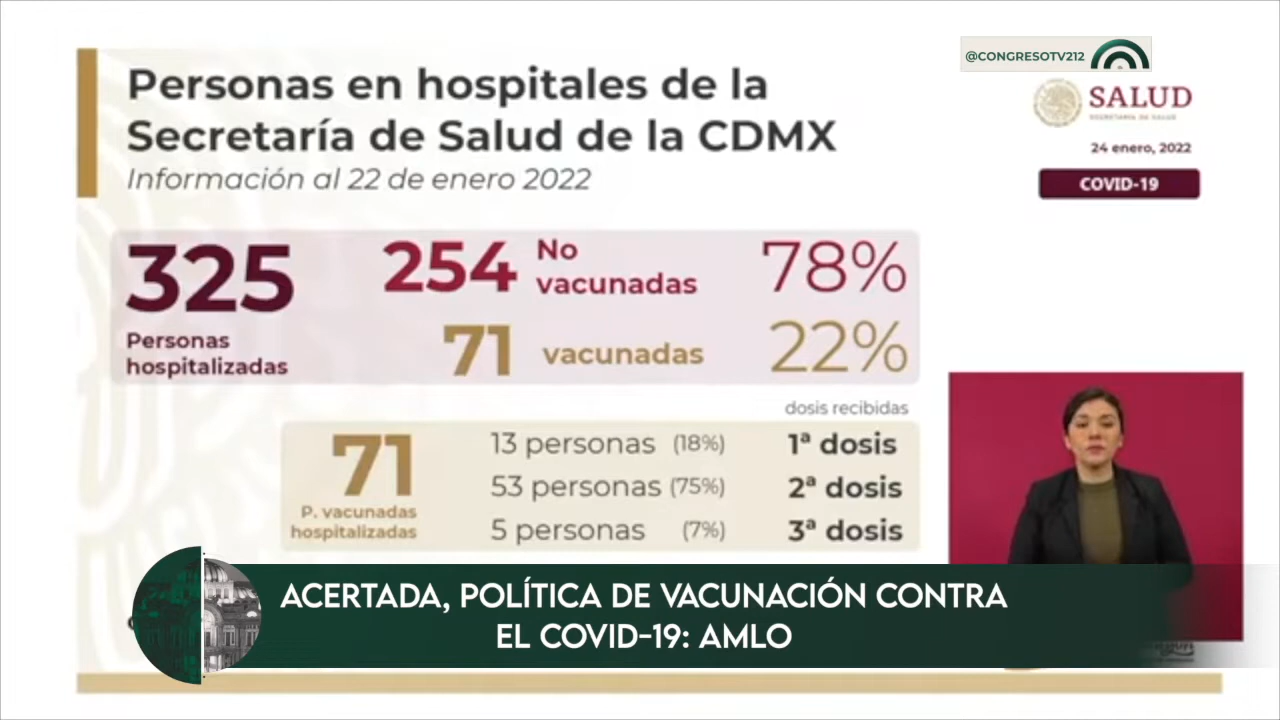 @CONGRESOTV212
Personas en hospitales de la
Secretaría de Salud de la CDMX
Información al 22 de enero 2022
SALUD
SECRETARÍA DE SALUD
24 enero, 2022
COVID-19
325
Personas
hospitalizadas
254 No vacunadas 78%
71 vacunadas 22%
dosis recibidas
71
P. vacunadas
hospitalizadas
13 personas (18%) 1ª dosis
53 personas (75%) 2ª dosis
5 personas (7%) 3ª dosis
ACERTADA, POLÍTICA DE VACUNACIÓN CONTRA
EL COVID-19: AMLO